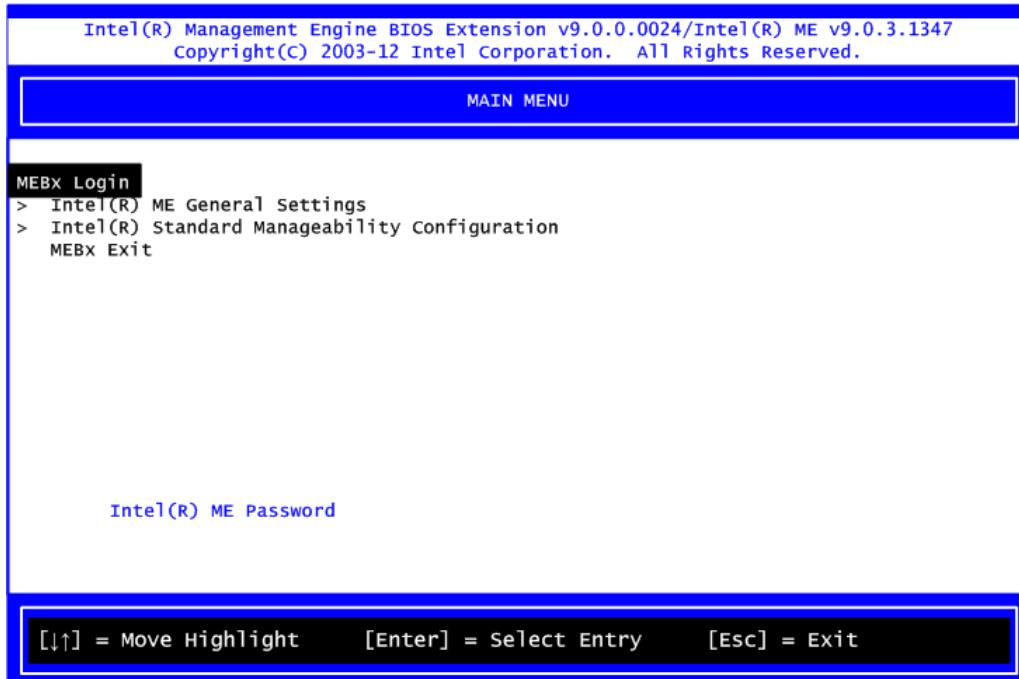 Intel(R) Management Engine BIOS Extension v9.0.0.0024/Intel(R) ME v9.0.3.1347
Copyright(C) 2003-12 Intel Corporation. All Rights Reserved.
MAIN MENU
MEBx Login
> Intel(R) ME General Settings
> Intel(R) Standard Manageability Configuration
MEBx Exit
Intel(R) ME Password
[↓↑] = Move Highlight [Enter] = Select Entry [Esc] = Exit